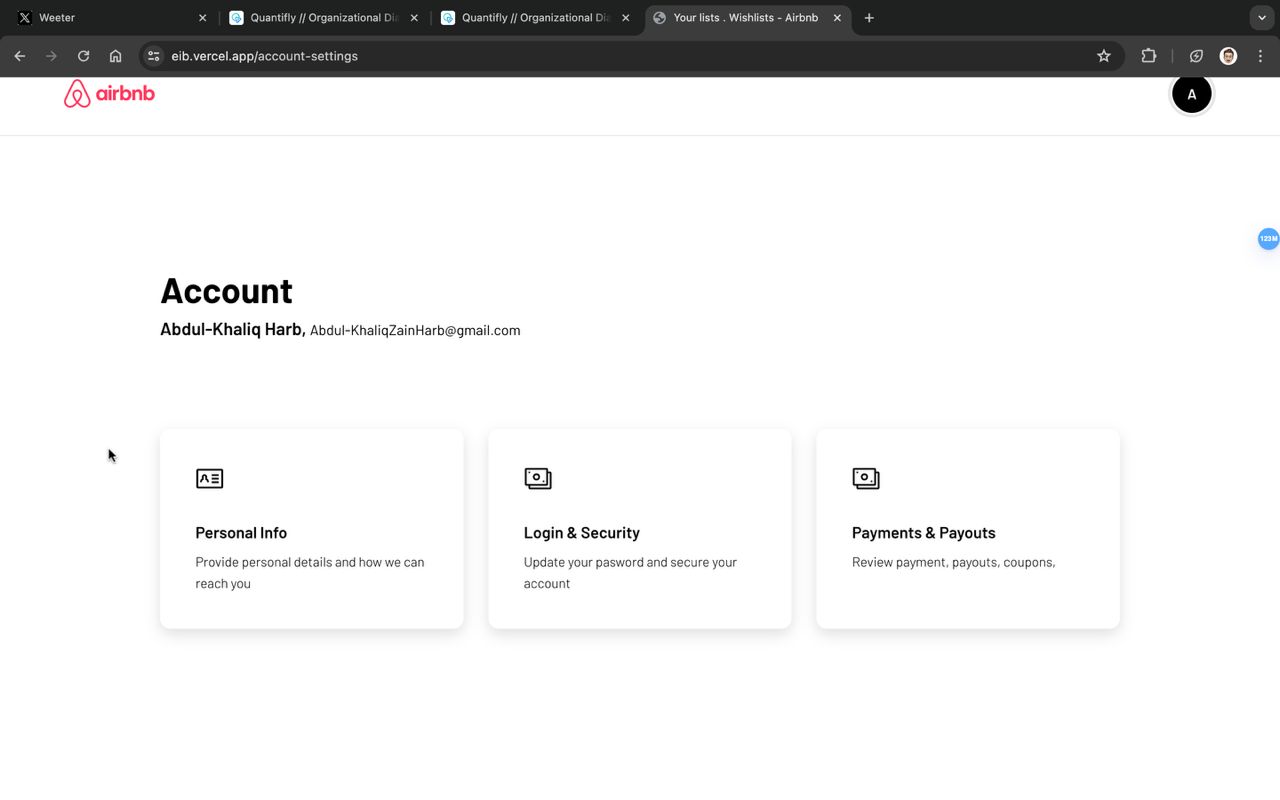 Weeter
Quantifly // Organizational Dia
Quantifly // Organizational Dia
Your lists . Wishlists - Airbnb
eib.vercel.app/account-settings
airbnb
A
123M
Account
Abdul-Khaliq Harb, Abdul-KhaliqZainHarb@gmail.com
Personal Info
Provide personal details and how we can
reach you
Login & Security
Update your pasword and secure your
account
Payments & Payouts
Review payment, payouts, coupons,